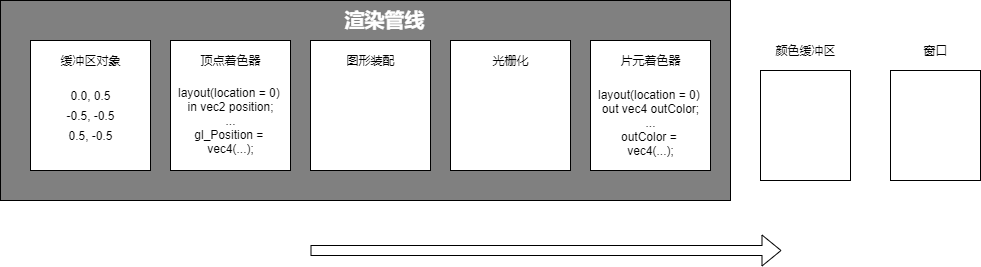 渲染管线
缓冲区对象
0.0, 0.5
-0.5, -0.5
0.5, -0.5
顶点着色器
layout(location = 0)
in vec2 position;
...
gl_Position =
vec4(...);
图形装配
光栅化
片元着色器
layout(location = 0)
out vec4 outColor;
...
outColor =
vec4(...);
颜色缓冲区
窗口